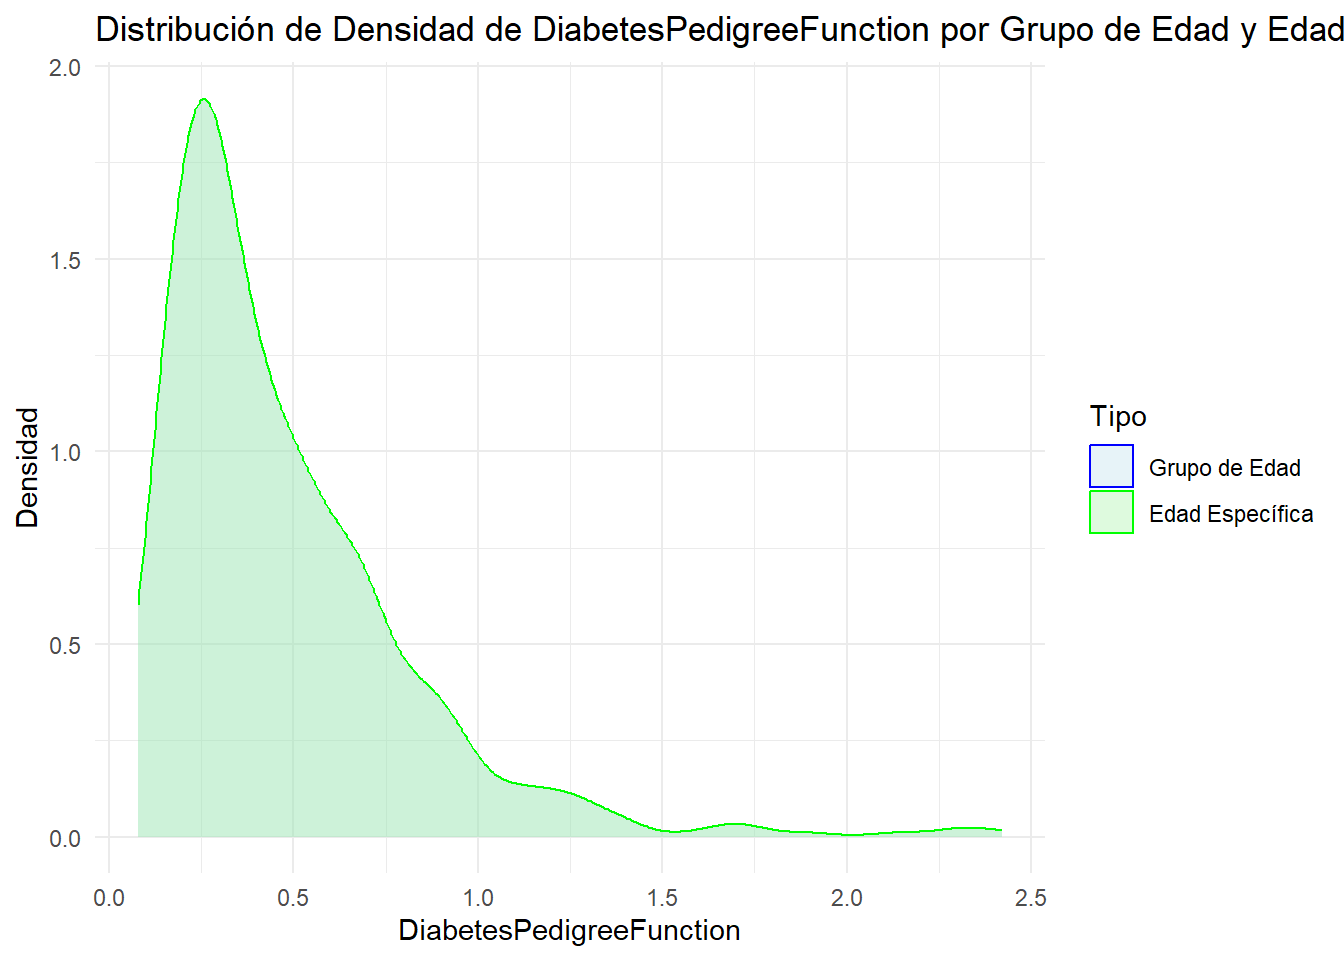 Distribución de Densidad de DiabetesPedigreeFunction por Grupo de Edad y Edad
2.0
1.5
1.0
0.5
0.0
Densidad
0.0 0.5 1.0 1.5 2.0 2.5
DiabetesPedigreeFunction
Tipo
Grupo de Edad
Edad Específica